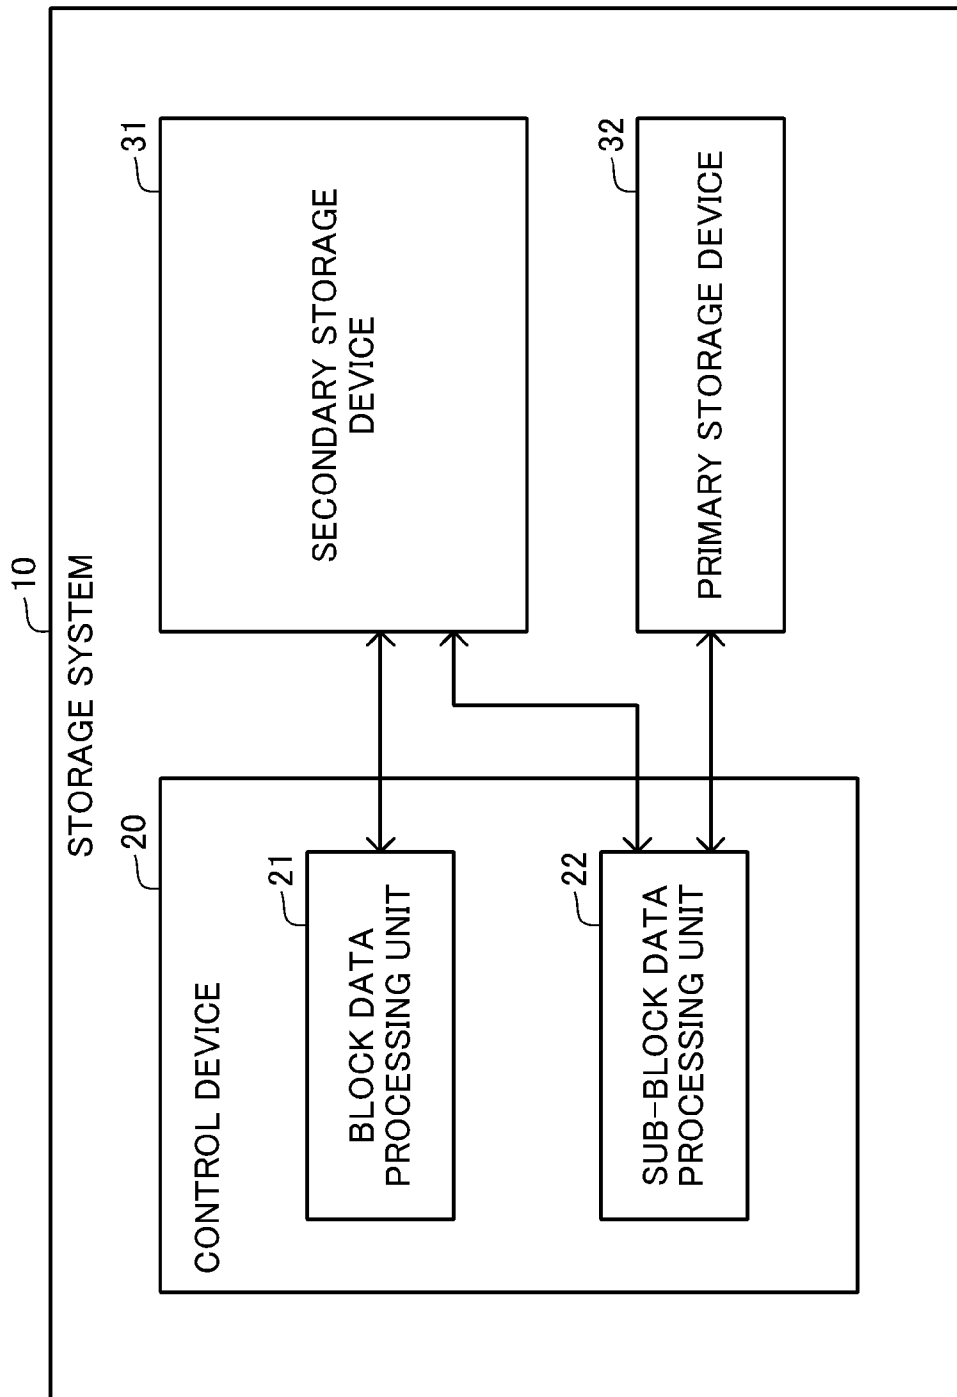 10
STORAGE SYSTEM
20
CONTROL DEVICE
21
BLOCK DATA
PROCESSING UNIT
22
SUB-BLOCK DATA
PROCESSING UNIT
31
SECONDARY STORAGE
DEVICE
32
PRIMARY STORAGE DEVICE